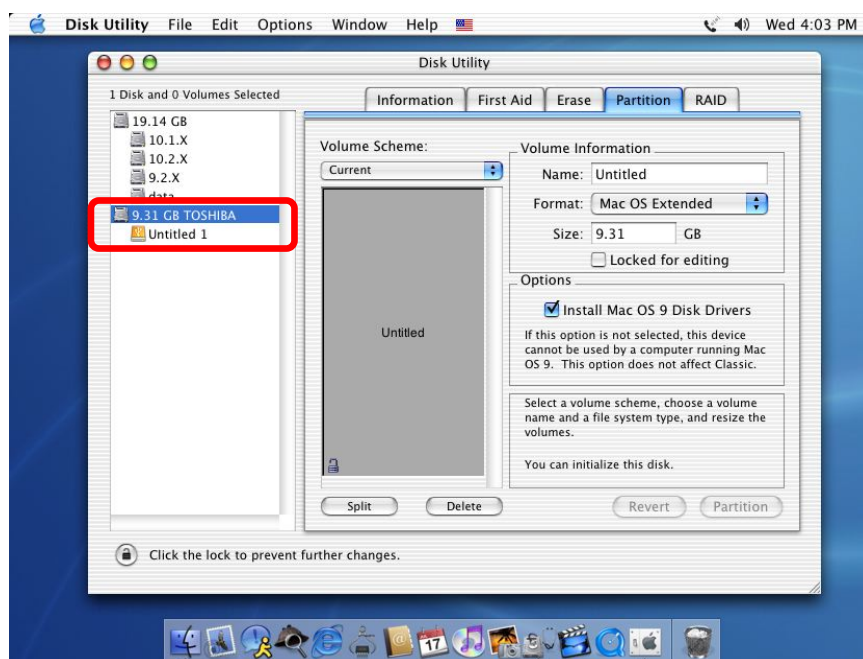 Disk Utility File Edit Options Window Help Wed 4:03 PM
Disk Utility
1 Disk and 0 Volumes Selected
Information First Aid Erase Partition RAID
19.14 GB
10.1.X
10.2.X
9.2.X
data
9.31 GB TOSHIBA
Untitled 1
Volume Scheme:
Current
Untitled
Split Delete
Volume Information
Name: Untitled
Format: Mac OS Extended
Size: 9.31 GB
Locked for editing
Options
Install Mac OS 9 Disk Drivers
If this option is not selected, this device
cannot be used by a computer running Mac
OS 9. This option does not affect Classic.
Select a volume scheme, choose a volume
name and a file system type, and resize the
volumes.
You can initialize this disk.
Revert Partition
Click the lock to prevent further changes.
17